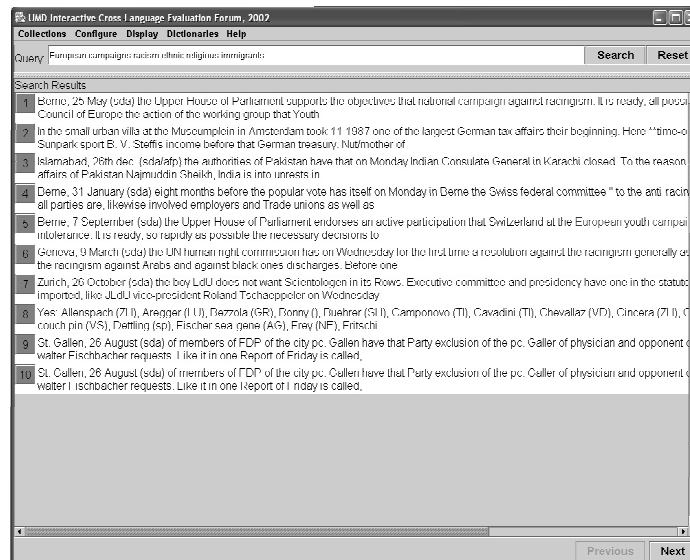 UMD Interactive Cross Language Evaluation Forum, 2002
Collections Configure Display Dictionaries Help
Query: European campaigns racism ethnic religious immigrants Search Reset
Search Results
1 Berne, 25 May (sda) the Upper House of Parliament supports the objectives that national campaign against racingism. It is ready, all possi
Council of Europe the action of the working group that Youth
2 In the small urban villa at the Museumplein in Amsterdam took 11 1987 one of the largest German tax affairs their beginning. Here "time-o
Sunpark sport B. V. Steffis income before that German treasury. Nut/mother of
3 Islamabad, 26th dec. (sda/afp) the authorities of Pakistan have that on Monday Indian Consulate General in Karachi closed. To the reason
affairs of Pakistan Najmuddin Sheikh, India is into unrests in
4 Berne, 31 January (sda) eight months before the popular vote has itself on Monday in Berne the Swiss federal committee " to the anti racin
all parties are, likewise involved employers and Trade unions as well as
5 Berne, 7 September (sda) the Upper House of Parliament endorses an active participation that Switzerland at the European youth campai
intolerance. It is ready, so rapidly as possible the necessary decisions to
6 Geneva, 9 March (sda) the UN human right commission has on Wednesday for the first time a resolution against the racingism generally as
the racingism against Arabs and against black ones discharges. Before one
7 Zurich, 26 October (sda) the boy LdU does not want Scientologen in its Rows. Executive committee and presidency have one in the statute
imported, like JLdU vice-president Roland Tschaeppeler on Wednesday
8 Yes: Allenspach (ZH), Aregger (LU), Bezzola (GR), Bonny (), Buehrer (SH), Camponovo (TI), Cavadini (TI), Chevallaz (VD), Cincera (ZH),
couch pin (VS), Dettling (sp), Fischer sea gene (AG), Frey (NE), Fritschi
9 St. Gallen, 26 August (sda) of members of FDP of the city pc. Gallen have that Party exclusion of the pc. Galler of physician and opponent
walter Fischbacher requests. Like it in one Report of Friday is called,
10 St. Gallen, 26 August (sda) of members of FDP of the city pc. Gallen have that Party exclusion of the pc. Galler of physician and opponent
walter Fischbacher requests. Like it in one Report of Friday is called,
Previous Next